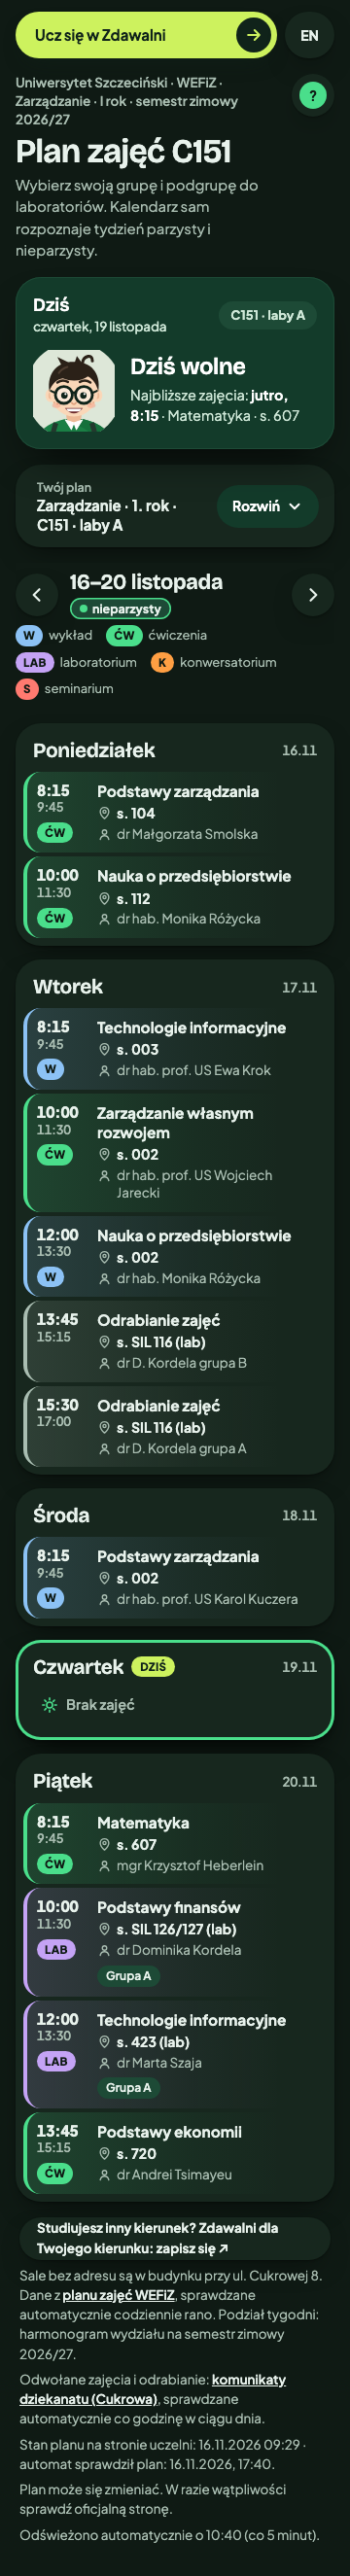 Ucz się w Zdawalni
EN
Uniwersytet Szczeciński · WEFiZ ·
Zarządzanie · I rok · semestr zimowy
2026/27
?
Plan zajęć C151
Wybierz swoją grupę i podgrupę do
laboratoriów. Kalendarz sam
rozpoznaje tydzień parzysty i
nieparzysty.
Dziś
czwartek, 19 listopada
C151 · laby A
Dziś wolne
Najbliższe zajęcia: jutro,
8:15 · Matematyka · s. 607
Twój plan
Zarządzanie · 1. rok ·
C151 · laby A
Rozwiń
16–20 listopada
nieparzysty
W wykład ĆW ćwiczenia
LAB laboratorium K konwersatorium
S seminarium
Poniedziałek 16.11
8:15 Podstawy zarządzania
9:45 s. 104
ĆW dr Małgorzata Smolska
10:00 Nauka o przedsiębiorstwie
11:30 s. 112
ĆW dr hab. Monika Różycka
Wtorek 17.11
8:15 Technologie informacyjne
9:45 s. 003
W dr hab. prof. US Ewa Krok
10:00 Zarządzanie własnym
11:30 rozwojem
ĆW s. 002
dr hab. prof. US Wojciech
Jarecki
12:00 Nauka o przedsiębiorstwie
13:30 s. 002
W dr hab. Monika Różycka
13:45 Odrabianie zajęć
15:15 s. SIL 116 (lab)
dr D. Kordela grupa B
15:30 Odrabianie zajęć
17:00 s. SIL 116 (lab)
dr D. Kordela grupa A
Środa 18.11
8:15 Podstawy zarządzania
9:45 s. 002
W dr hab. prof. US Karol Kuczera
Czwartek DZIŚ 19.11
Brak zajęć
Piątek 20.11
8:15 Matematyka
9:45 s. 607
ĆW mgr Krzysztof Heberlein
10:00 Podstawy finansów
11:30 s. SIL 126/127 (lab)
LAB dr Dominika Kordela
Grupa A
12:00 Technologie informacyjne
13:30 s. 423 (lab)
LAB dr Marta Szaja
Grupa A
13:45 Podstawy ekonomii
15:15 s. 720
ĆW dr Andrei Tsimayeu
Studiujesz inny kierunek? Zdawalni dla
Twojego kierunku: zapisz się ↗
Sale bez adresu są w budynku przy ul. Cukrowej 8.
Dane z planu zajęć WEFiZ, sprawdzane
automatycznie codziennie rano. Podział tygodni:
harmonogram wydziału na semestr zimowy
2026/27.
Odwołane zajęcia i odrabianie: komunikaty
dziekanatu (Cukrowa), sprawdzane
automatycznie co godzinę w ciągu dnia.
Stan planu na stronie uczelni: 16.11.2026 09:29 ·
automat sprawdził plan: 16.11.2026, 17:40.
Plan może się zmieniać. W razie wątpliwości
sprawdź oficjalną stronę.
Odświeżono automatycznie o 10:40 (co 5 minut).